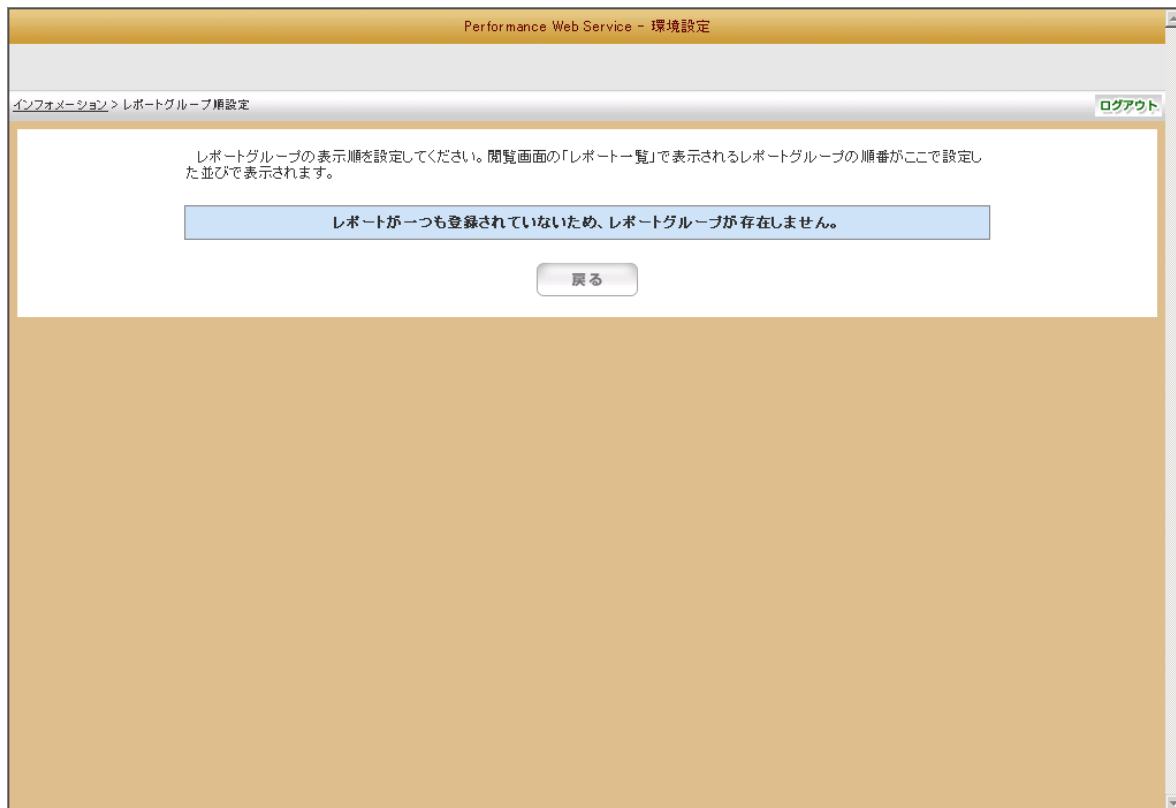 Performance Web Service - 環境設定
インフォメーション > レポートグループ順設定
ログアウト
レポートグループの表示順を設定してください。閲覧画面の「レポート一覧」で表示されるレポートグループの順番がここで設定し
た並びで表示されます。
レポートが一つも登録されていないため、レポートグループが存在しません。
戻る